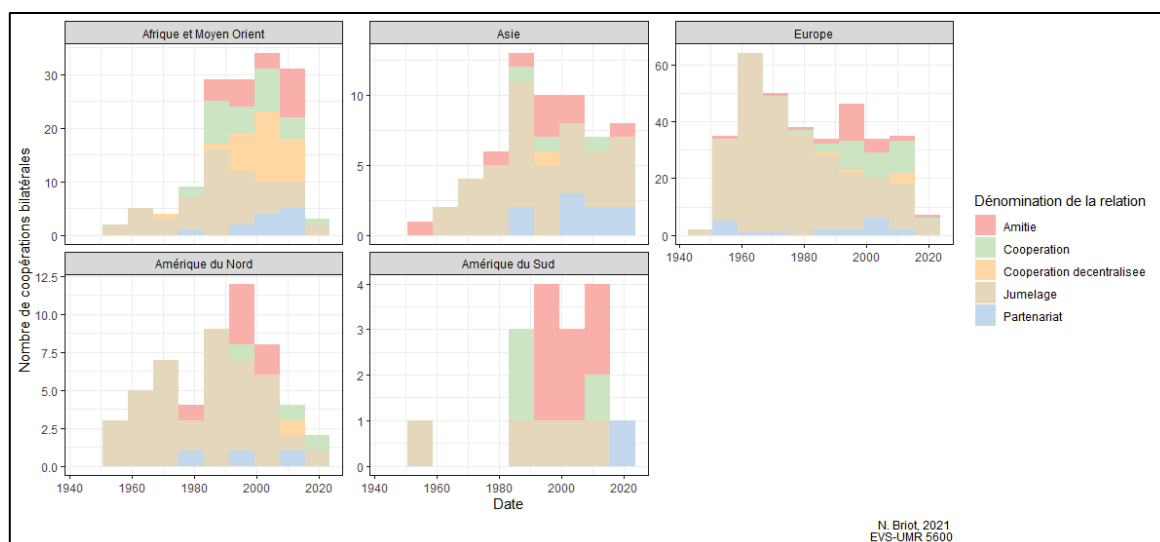 Afrique et Moyen Orient
Asie
Europe
30
20
10
0
10
5
0
60
40
20
0
1940 1960 1980 2000 2020
Amérique du Nord
Amérique du Sud
12.5
10.0
7.5
5.0
2.5
0.0
4
3
2
1
0
1940 1960 1980 2000 2020
1940 1960 1980 2000 2020
Nombre de coopérations bilatérales
Date
Dénomination de la relation
Amitie
Cooperation
Cooperation decentralisee
Jumelage
Partenariat
N. Briot, 2021
EVS-UMR 5600